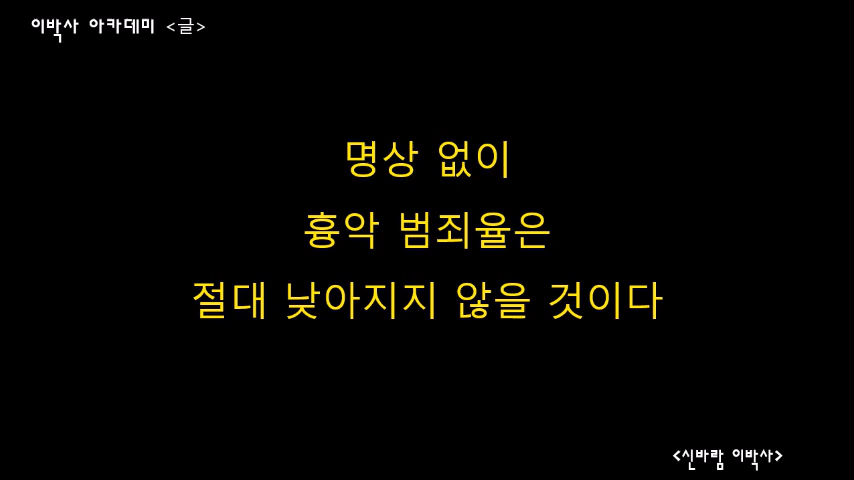 이박사 아카데미 <글>
명상 없이
흉악 범죄율은
절대 낮아지지 않을 것이다
<신바람 이박사>